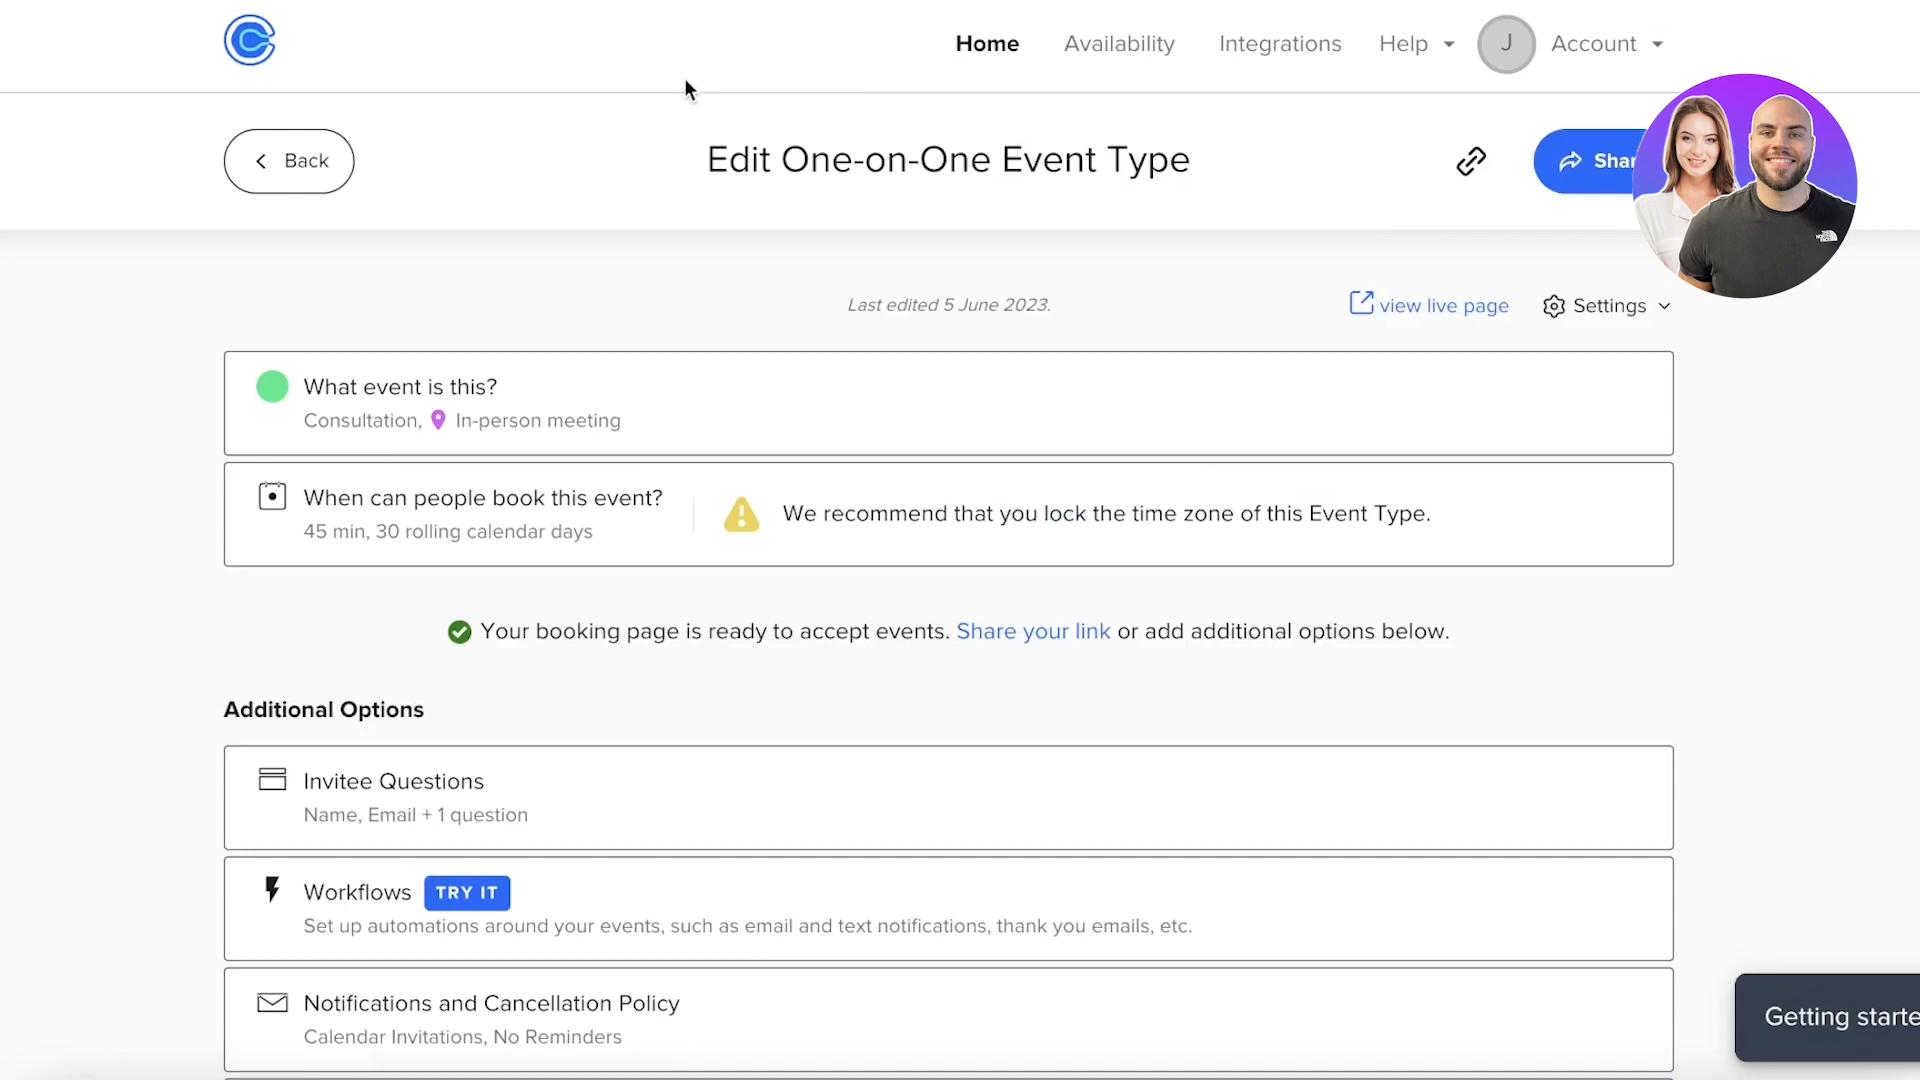 Home Availability Integrations Help J Account
Back
Edit One-on-One Event Type
Last edited 5 June 2023.
view live page
Settings
What event is this?
Consultation, In-person meeting
When can people book this event?
45 min, 30 rolling calendar days
We recommend that you lock the time zone of this Event Type.
Your booking page is ready to accept events. Share your link or add additional options below.
Additional Options
Invitee Questions
Name, Email + 1 question
Workflows TRY IT
Set up automations around your events, such as email and text notifications, thank you emails, etc.
Notifications and Cancellation Policy
Calendar Invitations, No Reminders
Getting